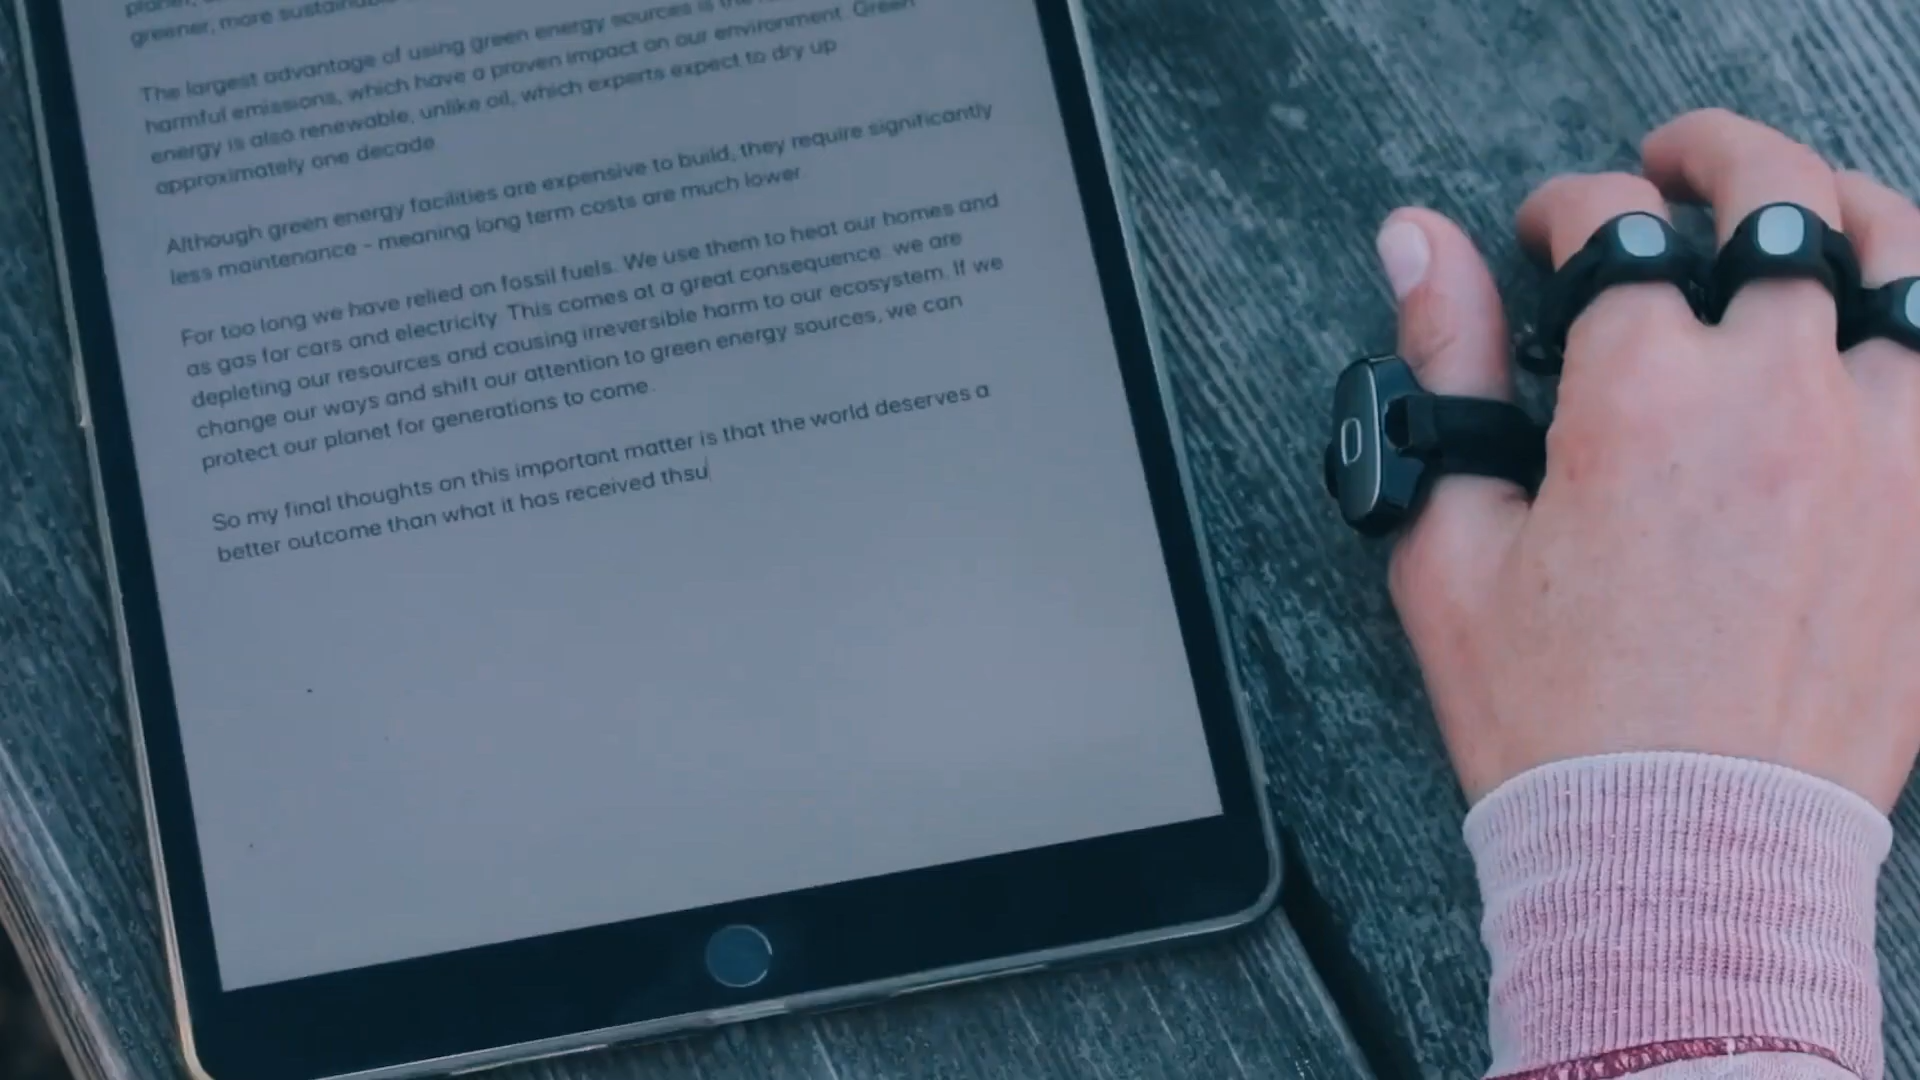 planet,
greener, more sustainable
The largest advantage of using green energy sources is the
harmful emissions, which have a proven impact on our environment. Green
energy is also renewable, unlike oil, which experts expect to dry up
approximately one decade
Although green energy facilities are expensive to build, they require significantly
less maintenance - meaning long term costs are much lower
For too long we have relied on fossil fuels. We use them to heat our homes and
as gas for cars and electricity. This comes at a great consequence: we are
depleting our resources and causing irreversible harm to our ecosystem. If we
change our ways and shift our attention to green energy sources, we can
protect our planet for generations to come.
So my final thoughts on this important matter is that the world deserves a
better outcome than what it has received thsu